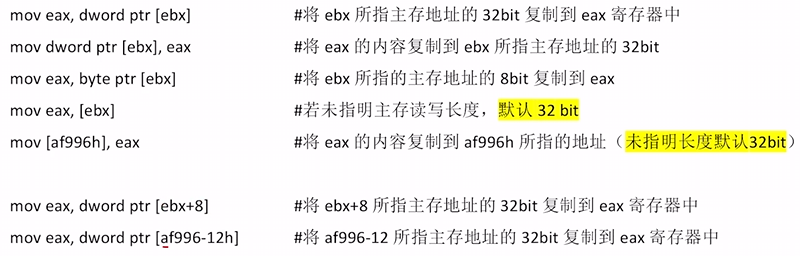 mov eax, dword ptr [ebx] #将 ebx 所指主存地址的 32bit 复制到 eax 寄存器中
mov dword ptr [ebx], eax #将 eax 的内容复制到 ebx 所指主存地址的 32bit
mov eax, byte ptr [ebx] #将 ebx 所指的主存地址的 8bit 复制到 eax
mov eax, [ebx] #若未指明主存读写长度，默认 32 bit
mov [af996h], eax #将 eax 的内容复制到 af996h 所指的地址（未指明长度默认32bit）
mov eax, dword ptr [ebx+8] #将 ebx+8 所指主存地址的 32bit 复制到 eax 寄存器中
mov eax, dword ptr [af996-12h] #将 af996-12 所指主存地址的 32bit 复制到 eax 寄存器中